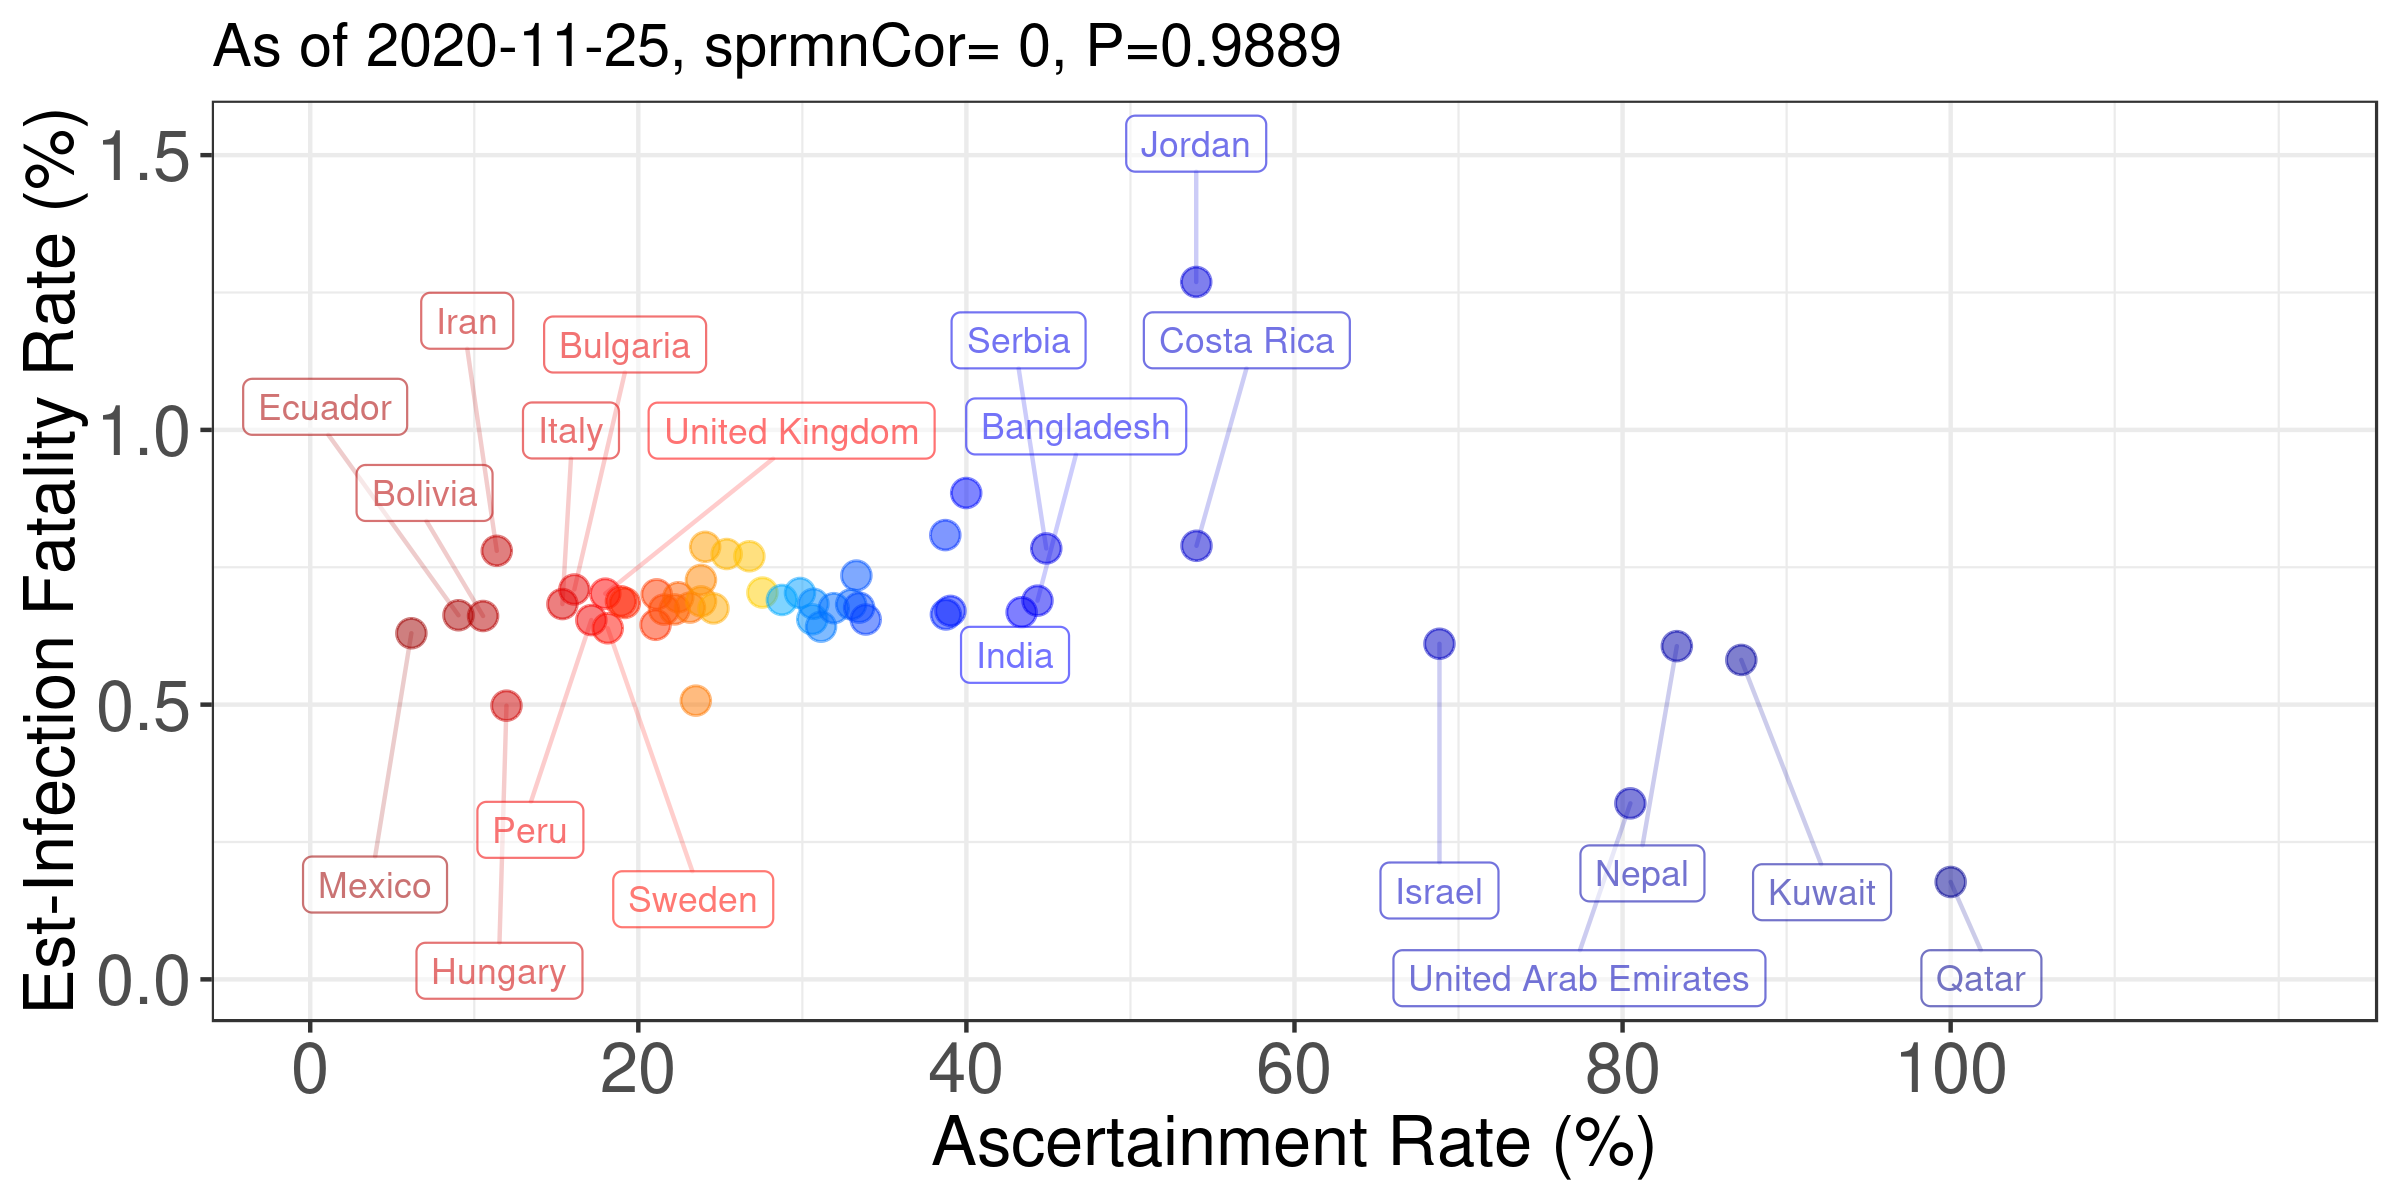 As of 2020-11-25, sprmnCor= 0, P=0.9889
Est-Infection Fatality Rate (%)
1.5
1.0
0.5
0.0
Jordan
Iran
Bulgaria
Serbia
Costa Rica
Ecuador
Italy
United Kingdom
Bangladesh
Bolivia
India
Peru
Mexico
Sweden
Hungary
Israel
Nepal
Kuwait
United Arab Emirates
Qatar
0 20 40 60 80 100
Ascertainment Rate (%)